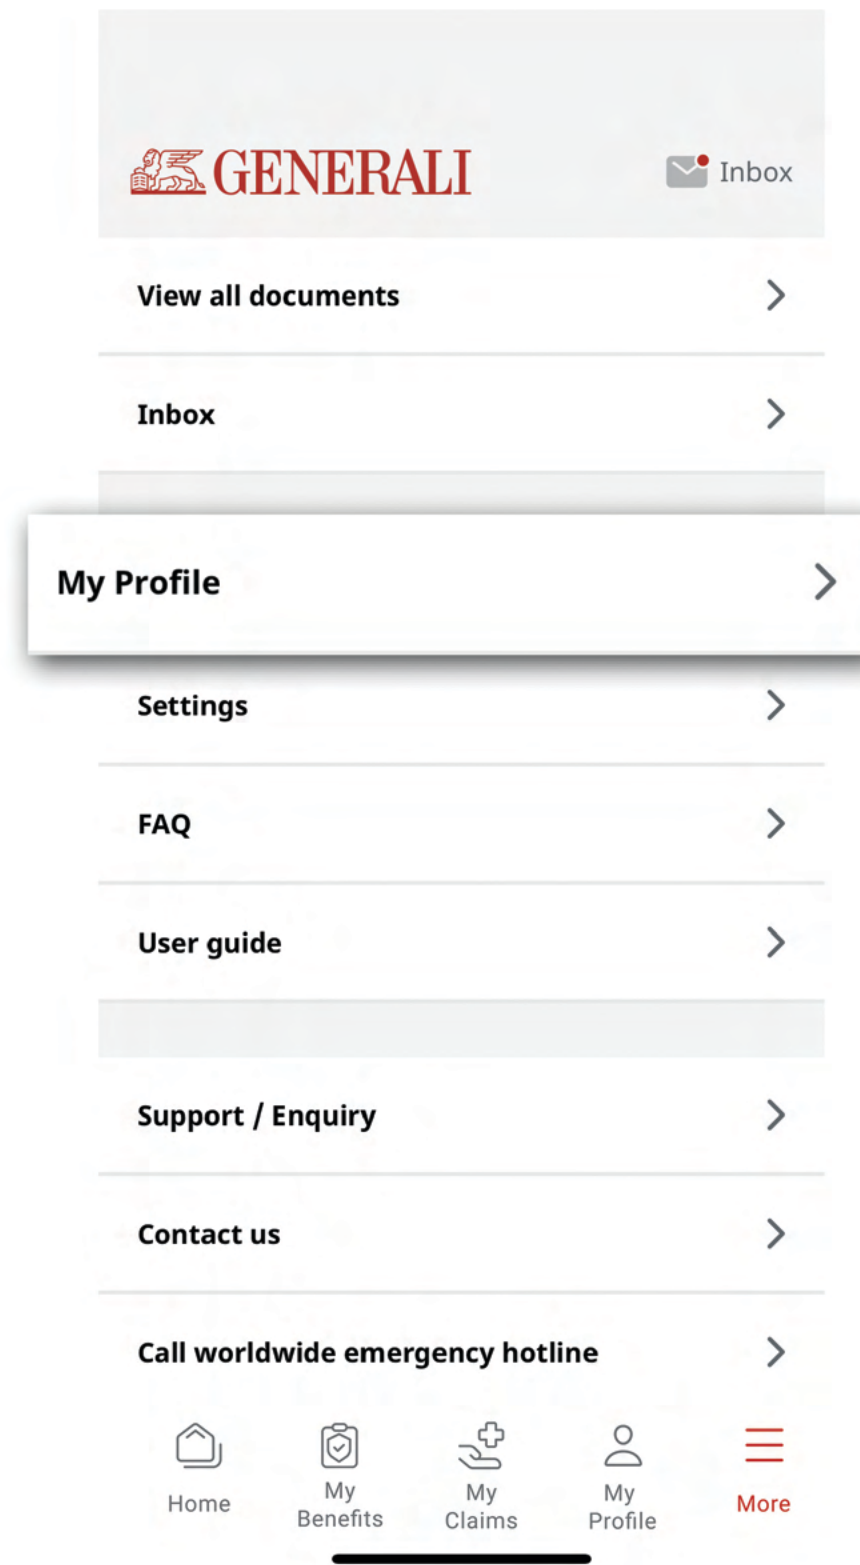 GENERALI
Inbox
View all documents
Inbox
My Profile
Settings
FAQ
User guide
Support / Enquiry
Contact us
Call worldwide emergency hotline
Home
My
Benefits
My
Claims
My
Profile
More